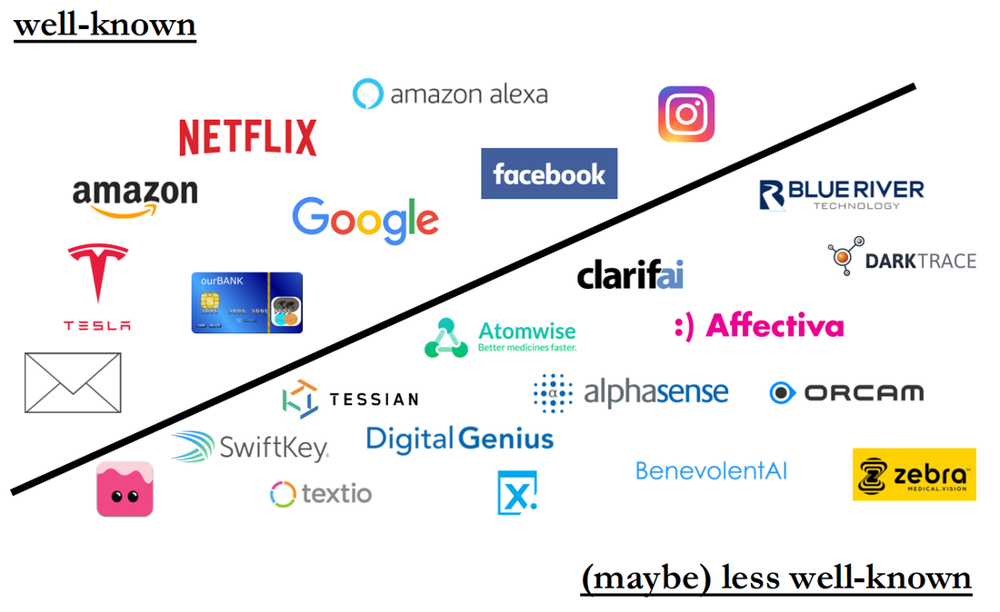 well-known
amazon alexa
NETFLIX
facebook
amazon
Google
BLUE RIVER
TECHNOLOGY
DARKTRACE
clarifai
ourBANK
TESLA
:) Affectiva
Atomwise
Better medicines faster.
TESSIAN
alphasense
ORCAM
SwiftKey
DigitalGenius
BenevolentAI
zebra
MEDICAL.VISION
textio
x.
(maybe) less well-known